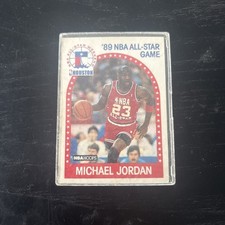 HOUSTON
'89 NBA ALL-STAR
GAME
NBA
23
NBA HOOPS
MICHAEL JORDAN